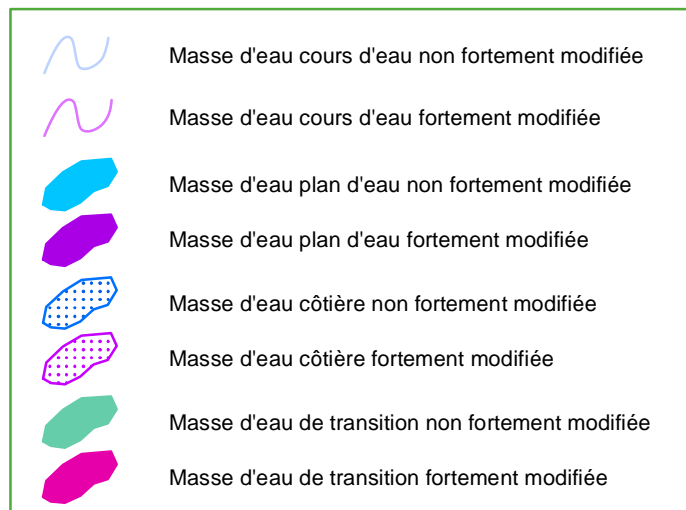 Masse d'eau cours d'eau non fortement modifiée
Masse d'eau cours d'eau fortement modifiée
Masse d'eau plan d'eau non fortement modifiée
Masse d'eau plan d'eau fortement modifiée
Masse d'eau côtière non fortement modifiée
Masse d'eau côtière fortement modifiée
Masse d'eau de transition non fortement modifiée
Masse d'eau de transition fortement modifiée